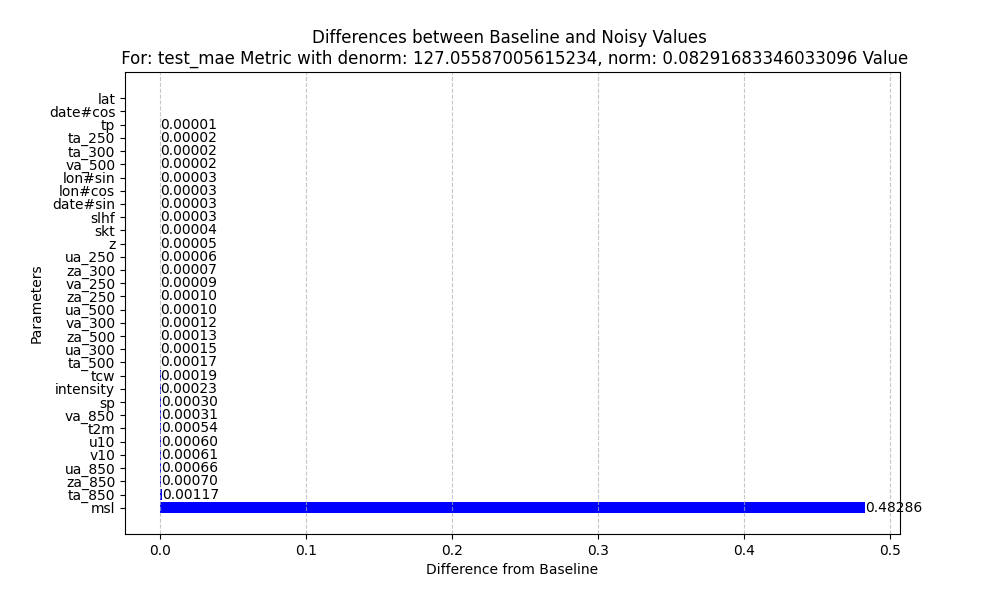 Differences between Baseline and Noisy Values
For: test_mae Metric with denorm: 127.05587005615234, norm: 0.08291683346033096 Value
Parameters
lat
date#cos
tp 0.00001
ta_250 0.00002
ta_300 0.00002
va_500 0.00002
lon#sin 0.00003
lon#cos 0.00003
date#sin 0.00003
slhf 0.00003
skt 0.00004
z 0.00005
ua_250 0.00006
za_300 0.00007
va_250 0.00009
za_250 0.00010
ua_500 0.00010
va_300 0.00012
za_500 0.00013
ua_300 0.00015
ta_500 0.00017
tcw 0.00019
intensity 0.00023
sp 0.00030
va_850 0.00031
t2m 0.00054
u10 0.00060
v10 0.00061
ua_850 0.00066
za_850 0.00070
ta_850 0.00117
msl 0.48286
0.0 0.1 0.2 0.3 0.4 0.5
Difference from Baseline